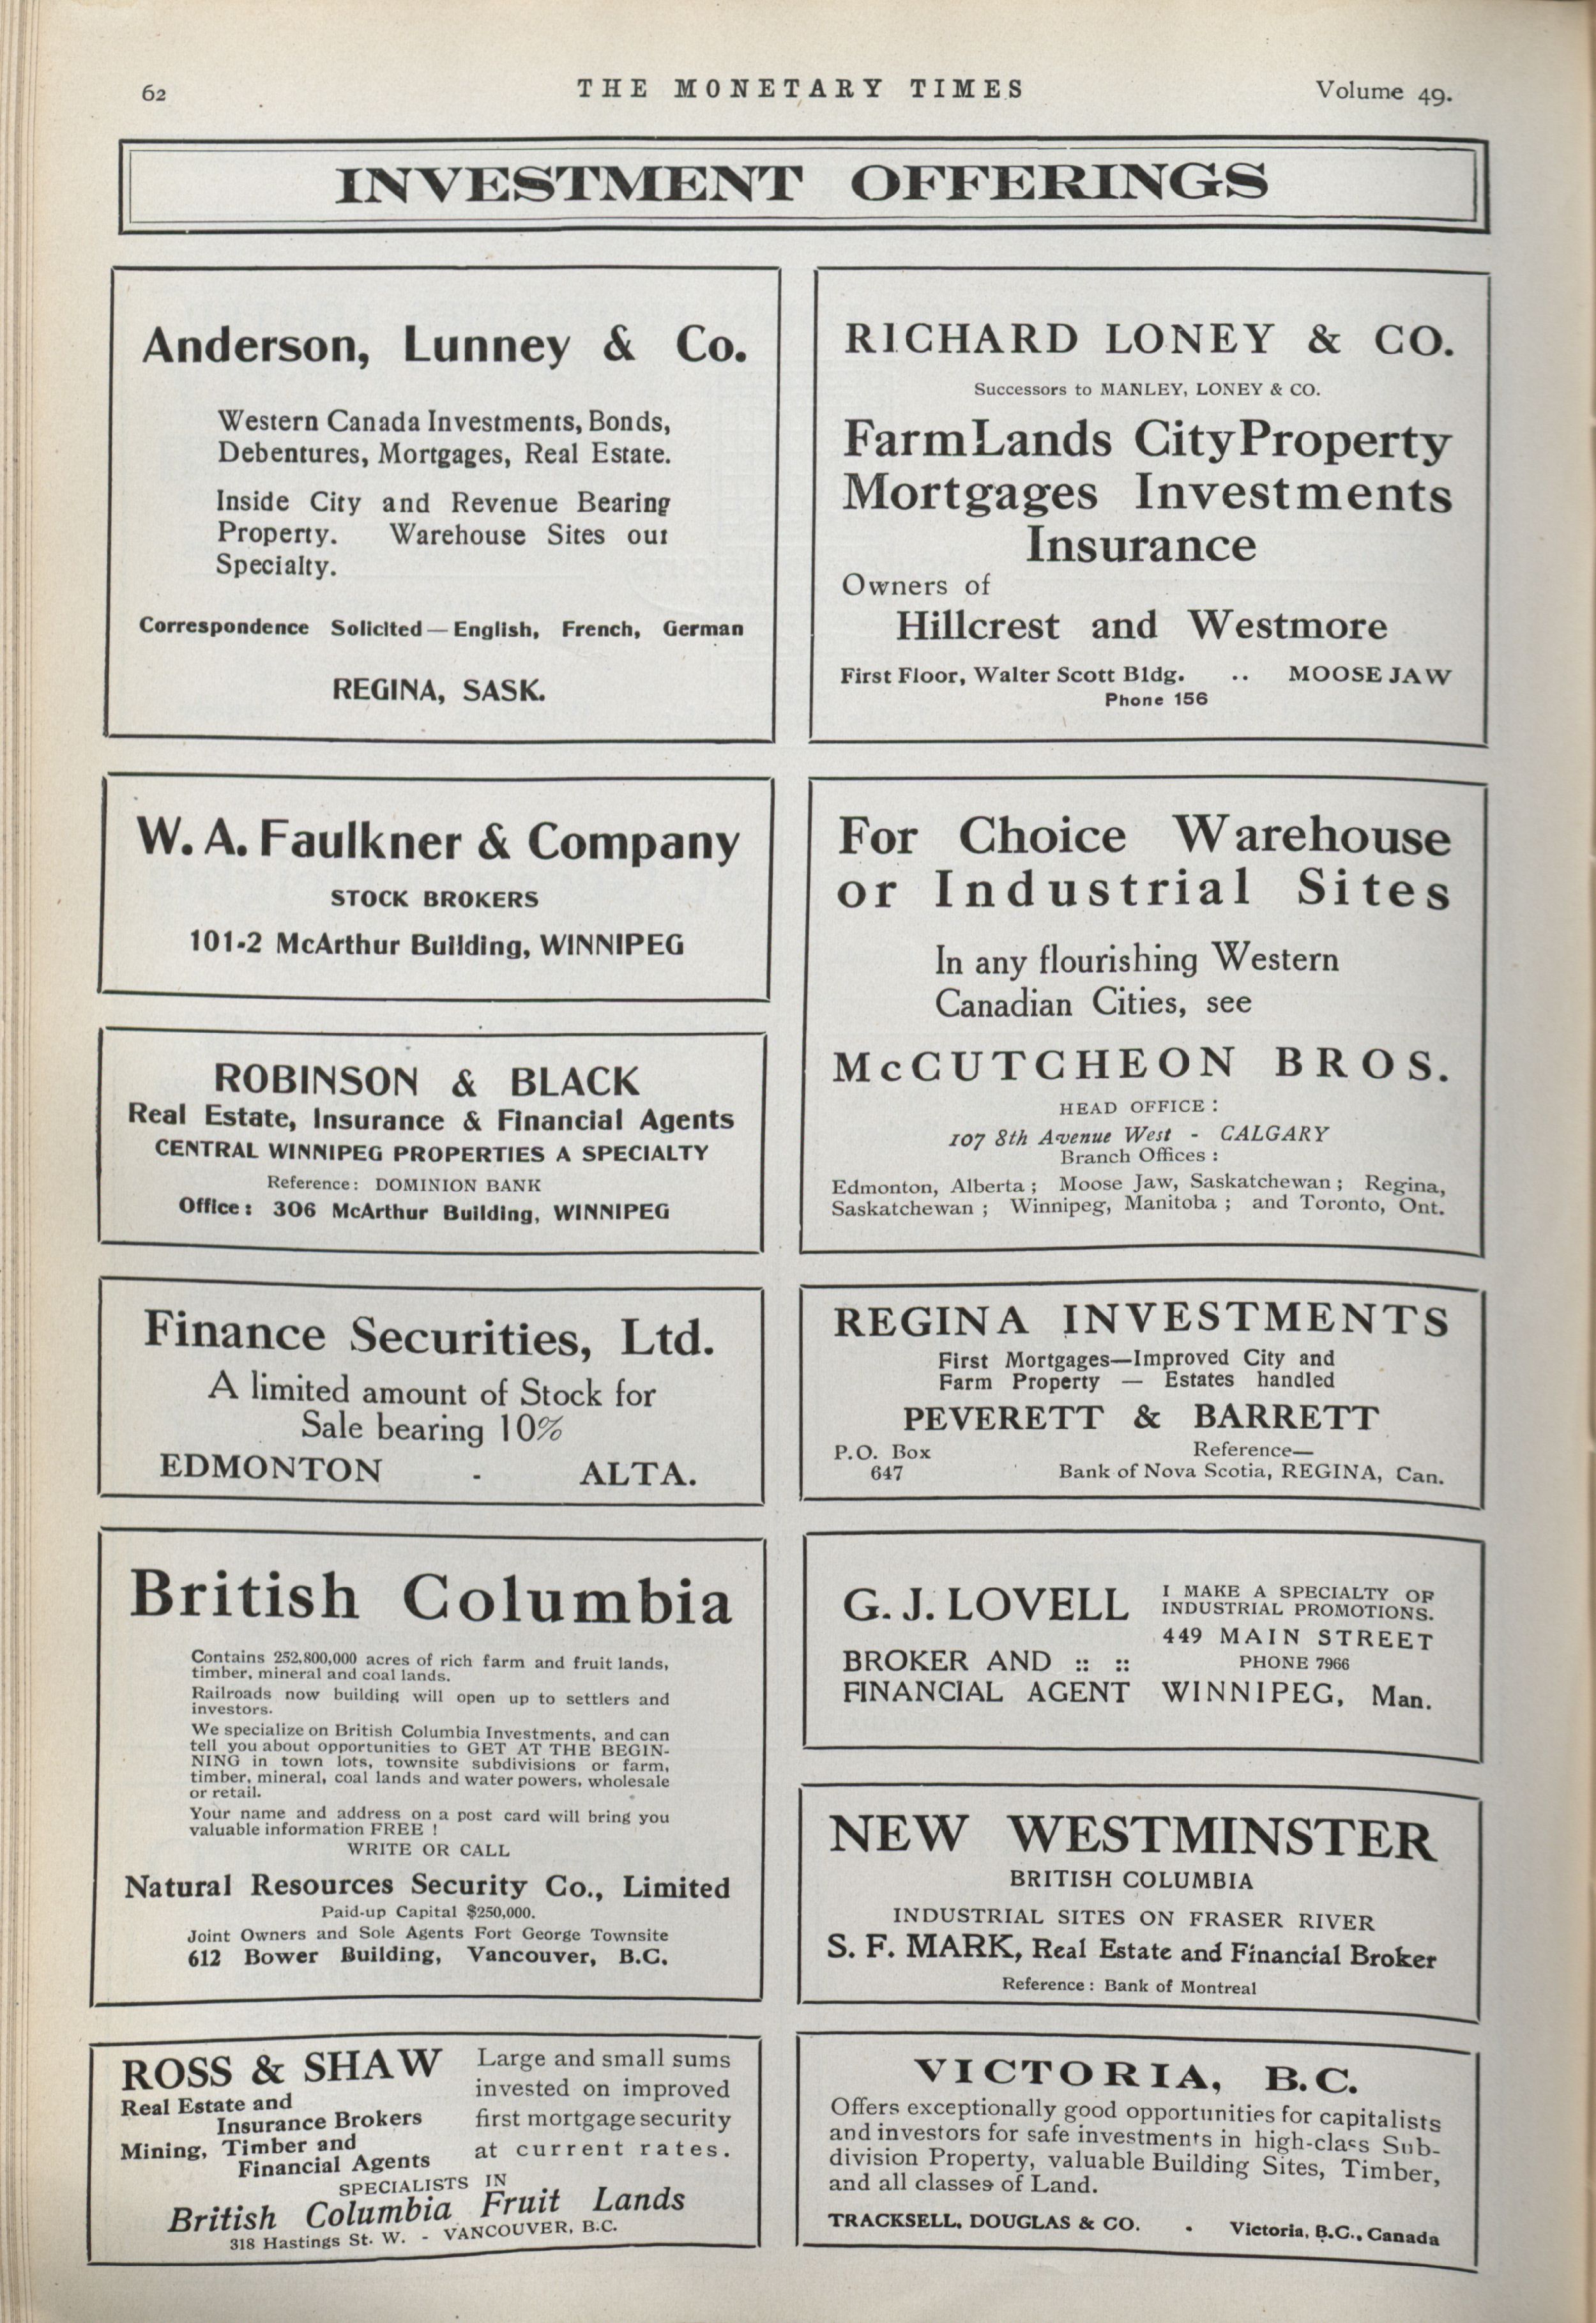 62
THE MONETARY TIMES
Volume 49.
INVESTMENT OFFERINGS
Anderson, Lunney & Co.
Western Canada Investments, Bonds,
Debentures, Mortgages, Real Estate.
Inside City and Revenue Bearing
Property. Warehouse Sites our
Specialty.
Correspondence Solicited — English, French, German
REGINA, SASK.
W. A. Faulkner & Company
STOCK BROKERS
101-2 McArthur Building, WINNIPEG
ROBINSON & BLACK
Real Estate, Insurance & Financial Agents
CENTRAL WINNIPEG PROPERTIES A SPECIALTY
Reference: DOMINION BANK
Office: 306 McArthur Building, WINNIPEG
Finance Securities, Ltd.
A limited amount of Stock for
Sale bearing 10%
EDMONTON - ALTA.
British Columbia
Contains 252,800,000 acres of rich farm and fruit lands,
timber, mineral and coal lands.
Railroads now building will open up to settlers and
investors.
We specialize on British Columbia Investments, and can
tell you about opportunities to GET AT THE BEGIN-
NING in town lots, townsite subdivisions or farm,
timber, mineral, coal lands and water powers, wholesale
or retail.
Your name and address on a post card will bring you
valuable information FREE !
WRITE OR CALL
Natural Resources Security Co., Limited
Paid-up Capital $250,000.
Joint Owners and Sole Agents Fort George Townsite
612 Bower Building, Vancouver, B.C.
ROSS & SHAW
Real Estate and
Insurance Brokers
Mining, Timber and
Financial Agents
Large and small sums
invested on improved
first mortgage security
at current rates.
SPECIALISTS IN
British Columbia Fruit Lands
318 Hastings St. W. - VANCOUVER, B.C.
RICHARD LONEY & CO.
Successors to MANLEY, LONEY & CO.
Farm Lands City Property
Mortgages Investments
Insurance
Owners of
Hillcrest and Westmore
First Floor, Walter Scott Bldg. .. MOOSE JAW
Phone 156
For Choice Warehouse
or Industrial Sites
In any flourishing Western
Canadian Cities, see
McCUTCHEON BROS.
HEAD OFFICE :
107 8th Avenue West - CALGARY
Branch Offices :
Edmonton, Alberta ; Moose Jaw, Saskatchewan ; Regina,
Saskatchewan ; Winnipeg, Manitoba ; and Toronto, Ont.
REGINA INVESTMENTS
First Mortgages—Improved City and
Farm Property — Estates handled
PEVERETT & BARRETT
P.O. Box
647
Reference—
Bank of Nova Scotia, REGINA, Can.
G. J. LOVELL
BROKER AND :: ::
FINANCIAL AGENT
I MAKE A SPECIALTY OF
INDUSTRIAL PROMOTIONS.
449 MAIN STREET
PHONE 7966
WINNIPEG, Man.
NEW WESTMINSTER
BRITISH COLUMBIA
INDUSTRIAL SITES ON FRASER RIVER
S. F. MARK, Real Estate and Financial Broker
Reference : Bank of Montreal
VICTORIA, B.C.
Offers exceptionally good opportunities for capitalists
and investors for safe investments in high-class Sub-
division Property, valuable Building Sites, Timber,
and all classes of Land.
TRACKSELL, DOUGLAS & CO. - Victoria, B.C., Canada